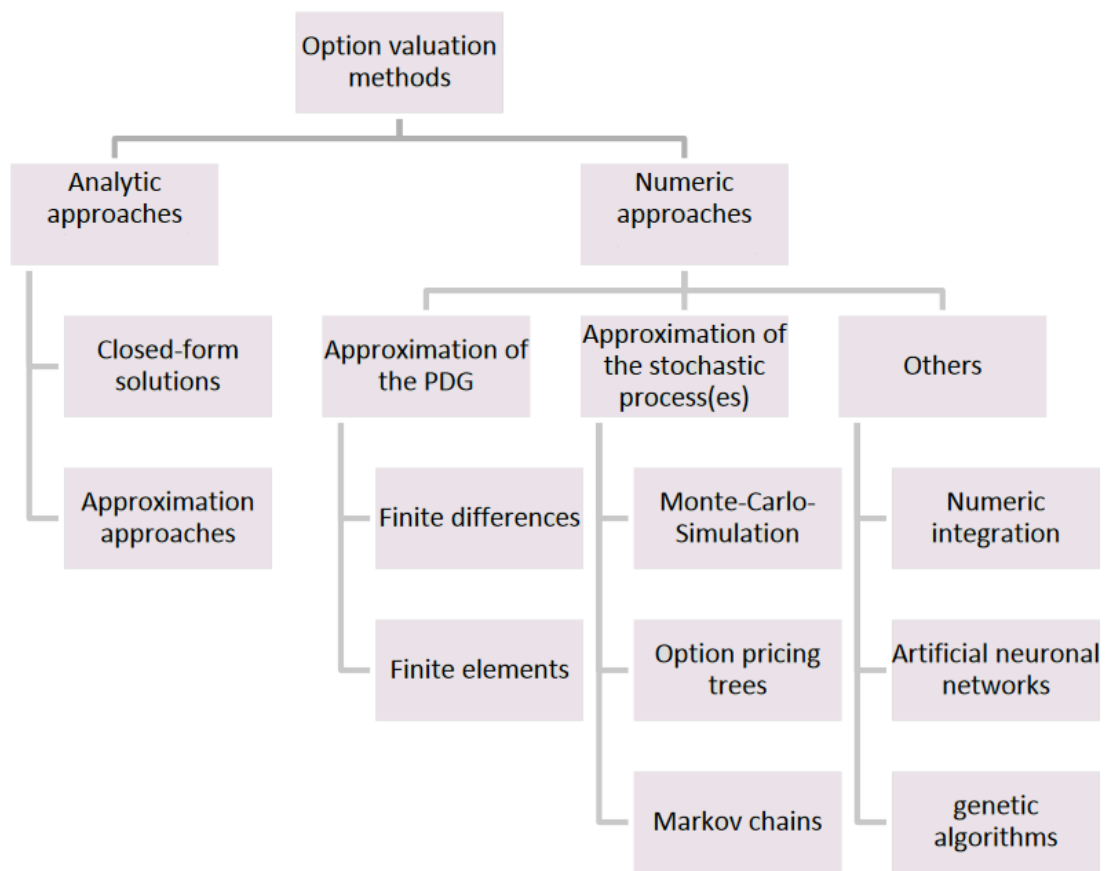 Option valuation
methods
Analytic
approaches
Numeric
approaches
Closed-form
solutions
Approximation
approaches
Approximation of
the PDG
Finite differences
Finite elements
Approximation of
the stochastic
process(es)
Monte-Carlo-
Simulation
Option pricing
trees
Markov chains
Others
Numeric
integration
Artificial neuronal
networks
genetic
algorithms